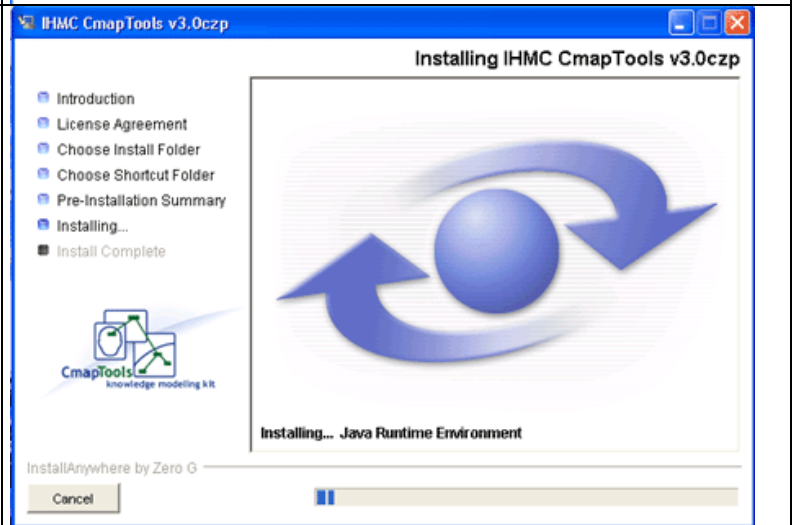 IHMC CmapTools v3.0czp
Installing IHMC CmapTools v3.0czp
Introduction
License Agreement
Choose Install Folder
Choose Shortcut Folder
Pre-Installation Summary
Installing...
Install Complete
CmapTools
knowledge modeling kit
Installing... Java Runtime Environment
InstallAnywhere by Zero G
Cancel